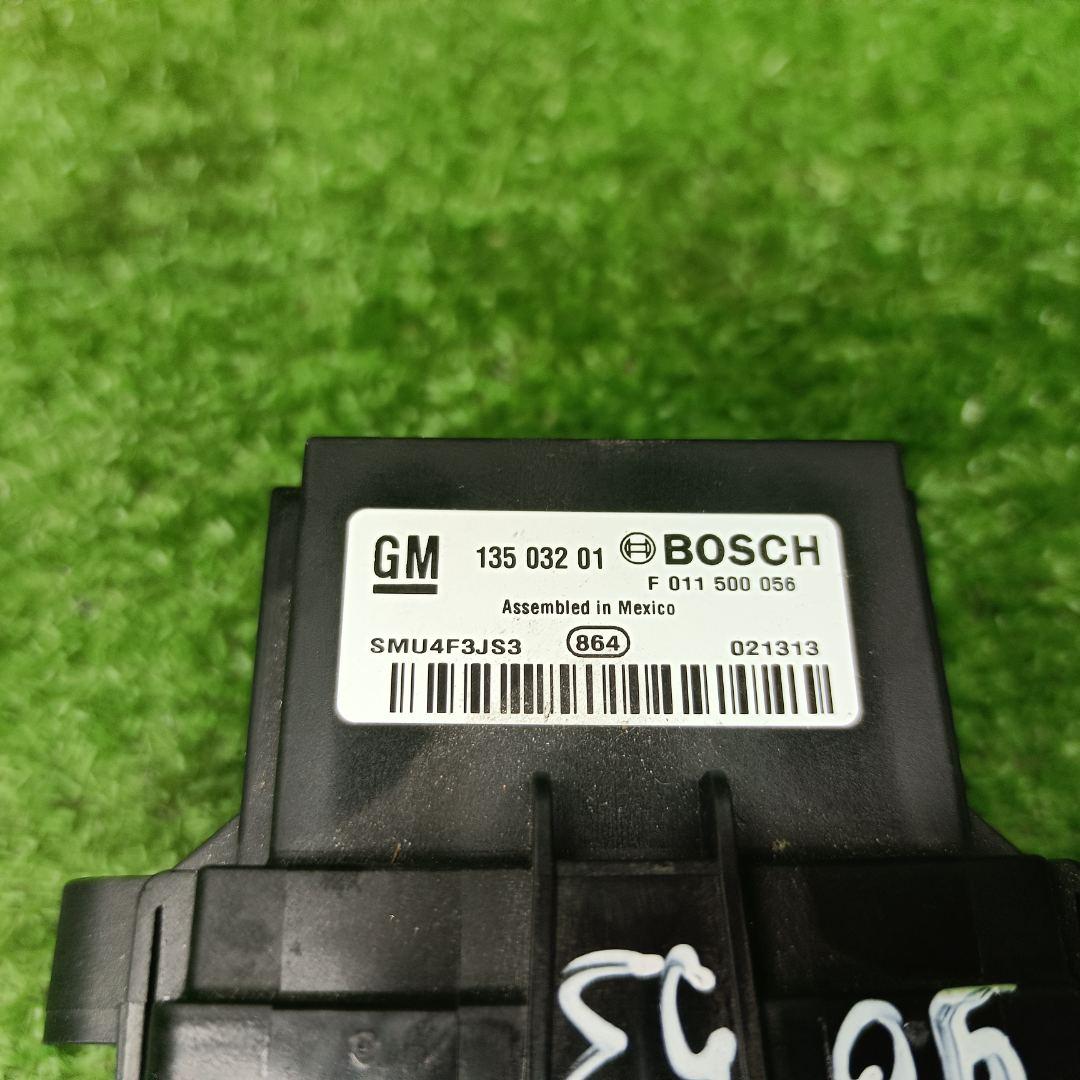 GM 135 032 01 BOSCH
F 011 500 056
Assembled in Mexico
SMU4F3JS3 864 021313